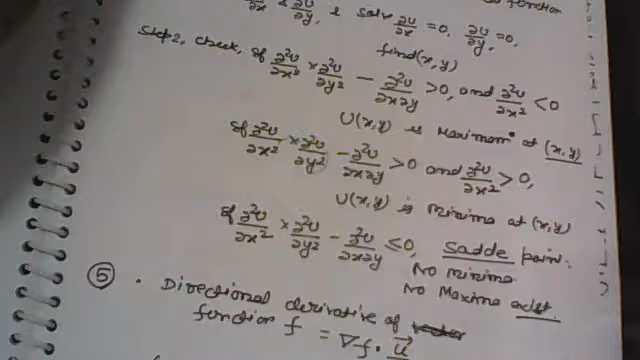 function
∂U/∂x & ∂U/∂y, & solve ∂U/∂x = 0, ∂U/∂y = 0,
find (x, y)
Step 2, check, if ∂²U/∂x² × ∂²U/∂y² − ∂²U/∂x∂y > 0, and ∂²U/∂x² < 0
U(x, y) is Maximum at (x, y)
if ∂²U/∂x² × ∂²U/∂y² − ∂²U/∂x∂y > 0 and ∂²U/∂x² > 0,
U(x, y) is Minima at (x, y)
if ∂²U/∂x² × ∂²U/∂y² − ∂²U/∂x∂y ≤ 0, Sadde poin:
No Minima
No Maxima exist.
⑤ . Directional derivative of
function f = ∇f . u⃗